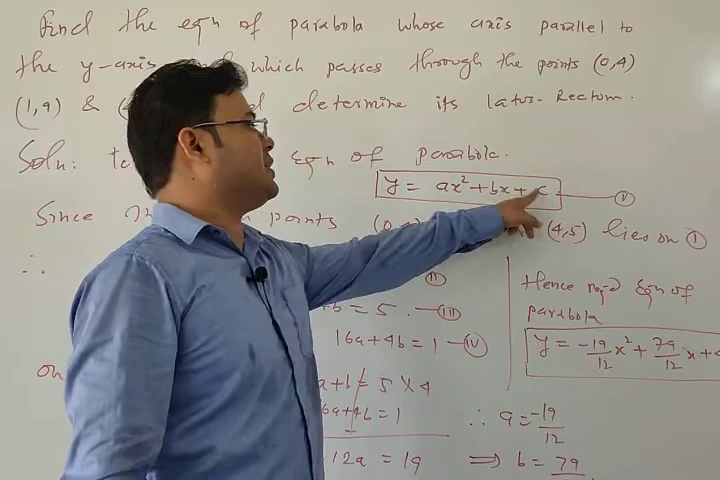 Find the eqn of parabola whose axis parallel to
the y-axis and which passes through the points (0,4)
(1,9) & ( determine its latus-Rectum.
Soln: Eqn of parabola.
y = ax² + bx + c
Since points (4,5) lies on ①
∴
= 5. —(III)
16a+4b = 1 —(IV)
a+b = 5 × 4
16a+4b = 1
-12a = 19
Hence reqd Eqn of
parabola
y = -19/12 x² + 79/12 x +
∴ a = -19/12
⇒ b = 79